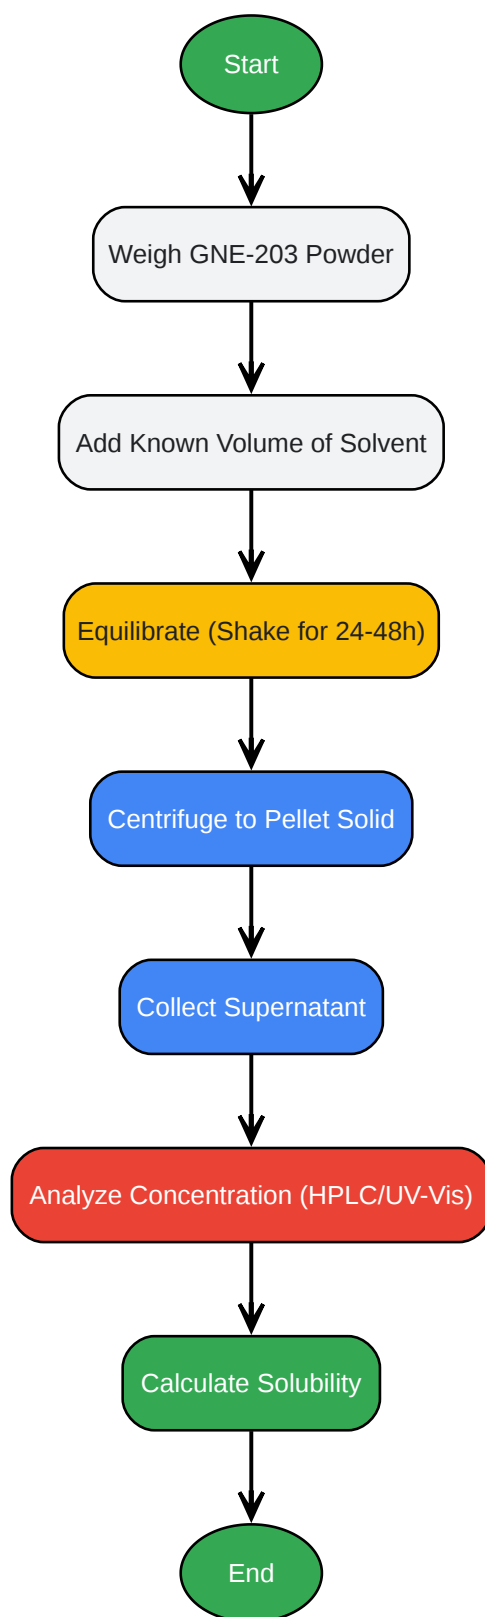 Start
Weigh GNE-203 Powder
Add Known Volume of Solvent
Equilibrate (Shake for 24-48h)
Centrifuge to Pellet Solid
Collect Supernatant
Analyze Concentration (HPLC/UV-Vis)
Calculate Solubility
End